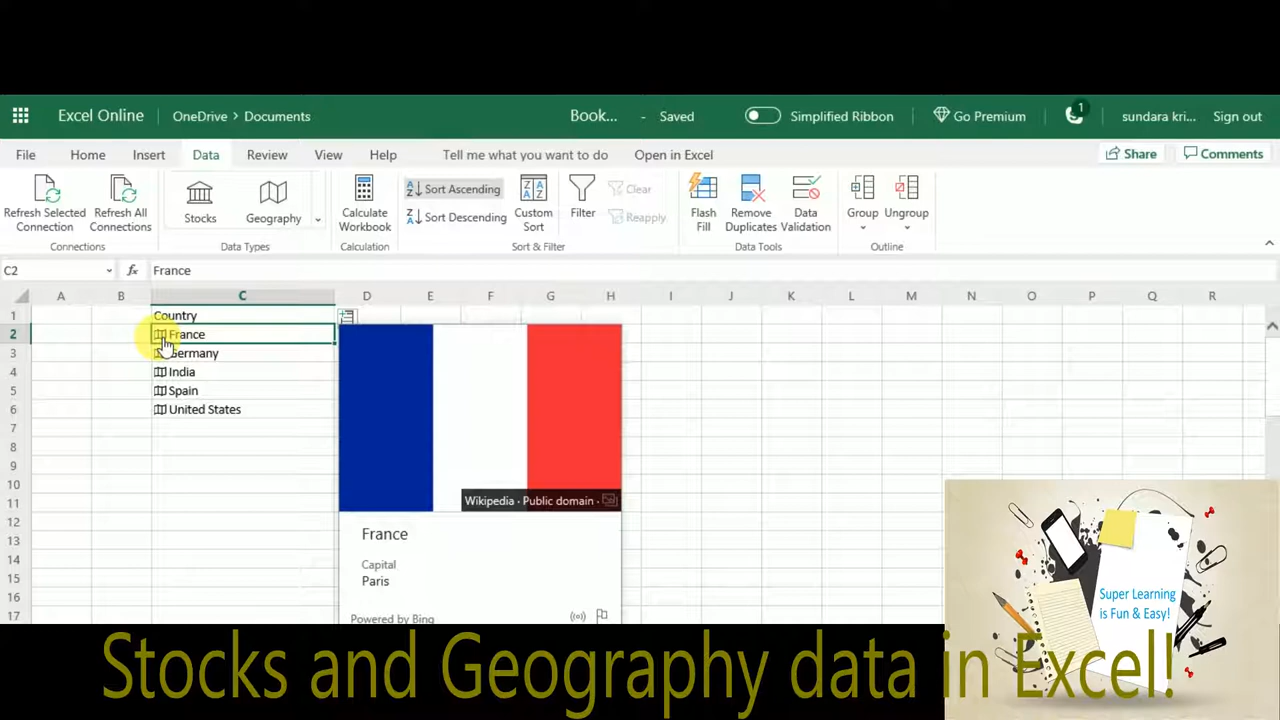 Excel Online
OneDrive > Documents
Book... - Saved
Simplified Ribbon
Go Premium
1
sundara kri...
Sign out
File Home Insert Data Review View Help Tell me what you want to do Open in Excel
Share Comments
Refresh Selected
Connection
Refresh All
Connections
Connections
Stocks
Geography
Data Types
Calculate
Workbook
Calculation
Sort Ascending
Sort Descending
Custom
Sort
Filter
Clear
Reapply
Sort & Filter
Flash
Fill
Remove
Duplicates
Data
Validation
Data Tools
Group
Ungroup
Outline
C2 fx France
A B C D E F G H I J K L M N O P Q R
1 Country
2 France
3 Germany
4 India
5 Spain
6 United States
7
8
9
10
11
12
13
14
15
16
17
Wikipedia · Public domain ·
France
Capital
Paris
Powered by Bing
Super Learning
is Fun & Easy!
Stocks and Geography data in Excel!